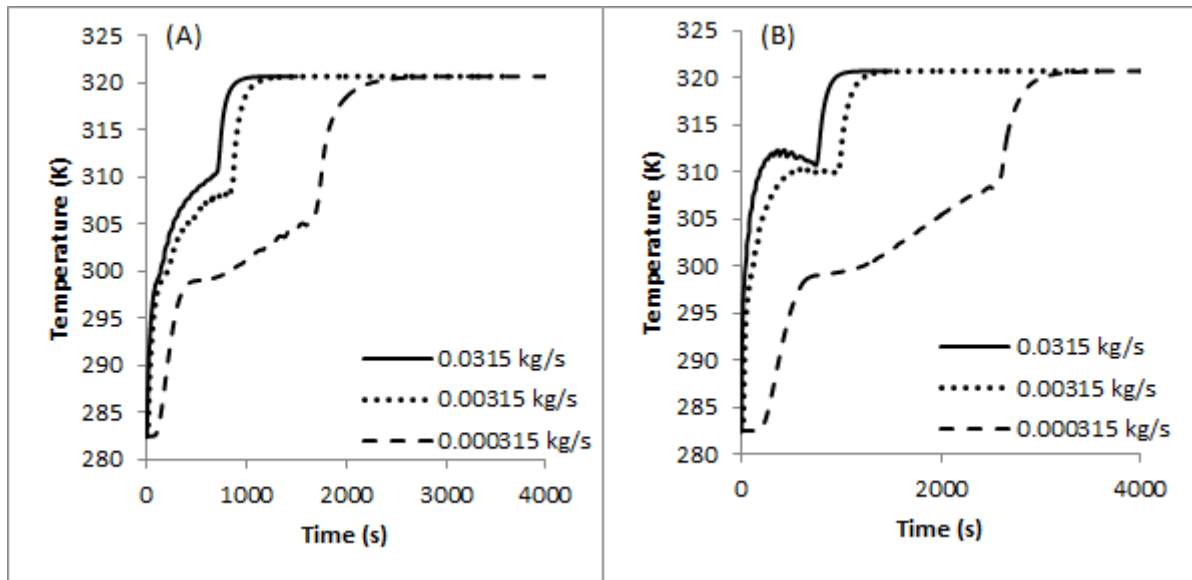 (A)
Temperature (K)
325
320
315
310
305
300
295
290
285
280
0.0315 kg/s
0.00315 kg/s
0.000315 kg/s
0 1000 2000 3000 4000
Time (s)
(B)
Temperature (K)
325
320
315
310
305
300
295
290
285
280
0.0315 kg/s
0.00315 kg/s
0.000315 kg/s
0 2000 4000
Time (s)